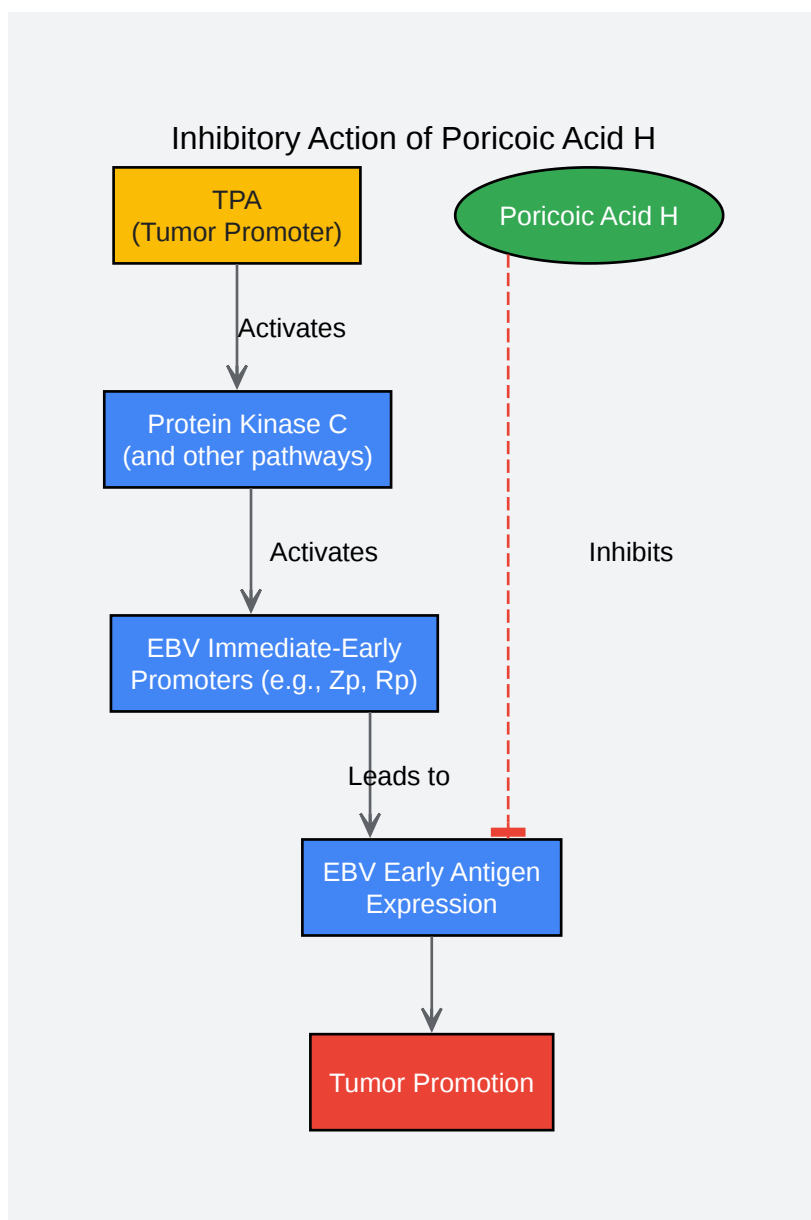 Inhibitory Action of Poricoic Acid H
TPA
(Tumor Promoter)
Poricoic Acid H
Activates
Protein Kinase C
(and other pathways)
Activates
Inhibits
EBV Immediate-Early
Promoters (e.g., Zp, Rp)
Leads to
EBV Early Antigen
Expression
Tumor Promotion